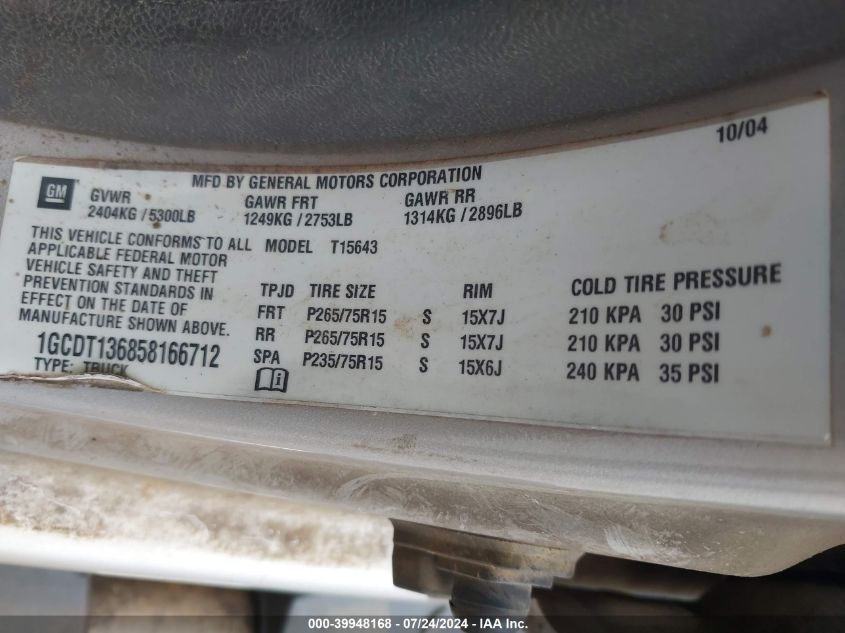 10/04
MFD BY GENERAL MOTORS CORPORATION
GM
GVWR GAWR FRT GAWR RR
2404KG / 5300LB 1249KG / 2753LB 1314KG / 2896LB
THIS VEHICLE CONFORMS TO ALL
APPLICABLE FEDERAL MOTOR
VEHICLE SAFETY AND THEFT
PREVENTION STANDARDS IN
EFFECT ON THE DATE OF
MANUFACTURE SHOWN ABOVE.
1GCDT136858166712
TYPE: TRUCK
MODEL T15643
TPJD TIRE SIZE RIM COLD TIRE PRESSURE
FRT P265/75R15 S 15X7J 210 KPA 30 PSI
RR P265/75R15 S 15X7J 210 KPA 30 PSI
SPA P235/75R15 S 15X6J 240 KPA 35 PSI
000-39948168 - 07/24/2024 - IAA Inc.